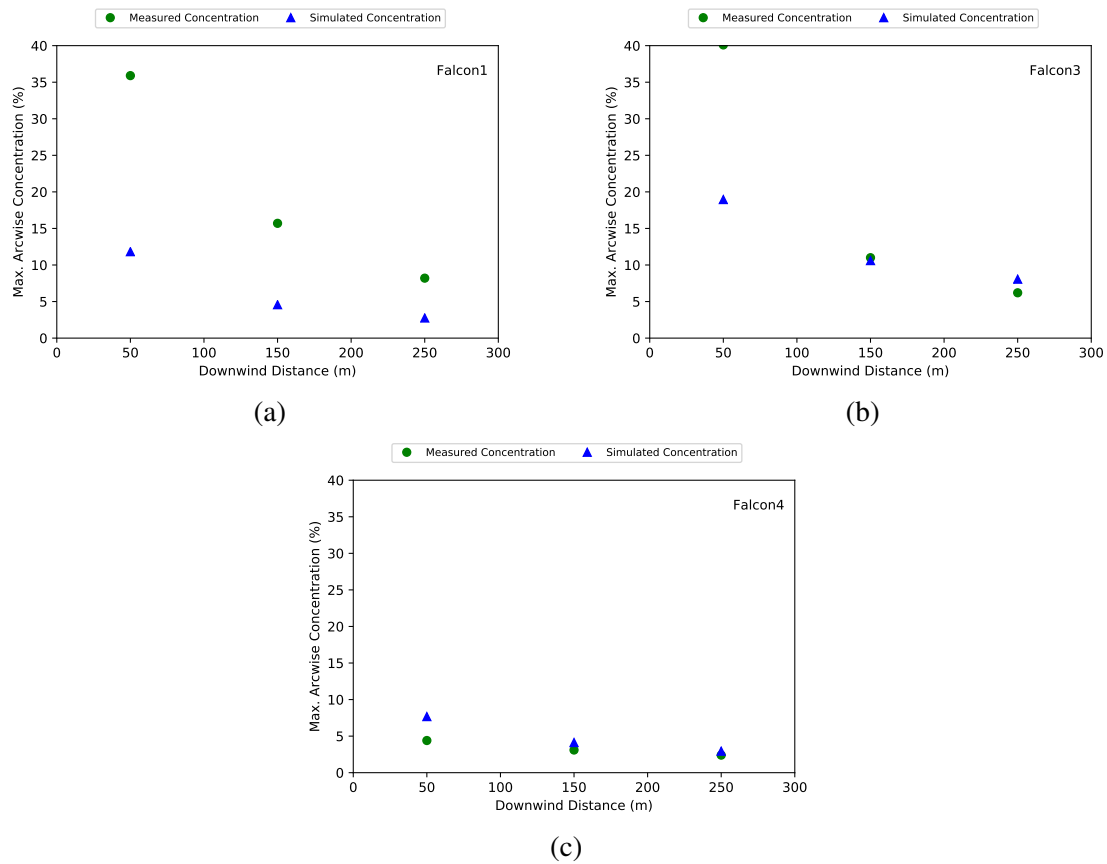 Measured Concentration Simulated Concentration
40
35
30
25
20
15
10
5
0
Max. Arcwise Concentration (%)
Falcon1
0 50 100 150 200 250 300
Downwind Distance (m)
(a)
Measured Concentration Simulated Concentration
40
35
30
25
20
15
10
5
0
Max. Arcwise Concentration (%)
Falcon3
0 50 100 150 200 250 300
Downwind Distance (m)
(b)
Measured Concentration Simulated Concentration
40
35
30
25
20
15
10
5
0
Max. Arcwise Concentration (%)
Falcon4
0 50 100 150 200 250 300
Downwind Distance (m)
(c)